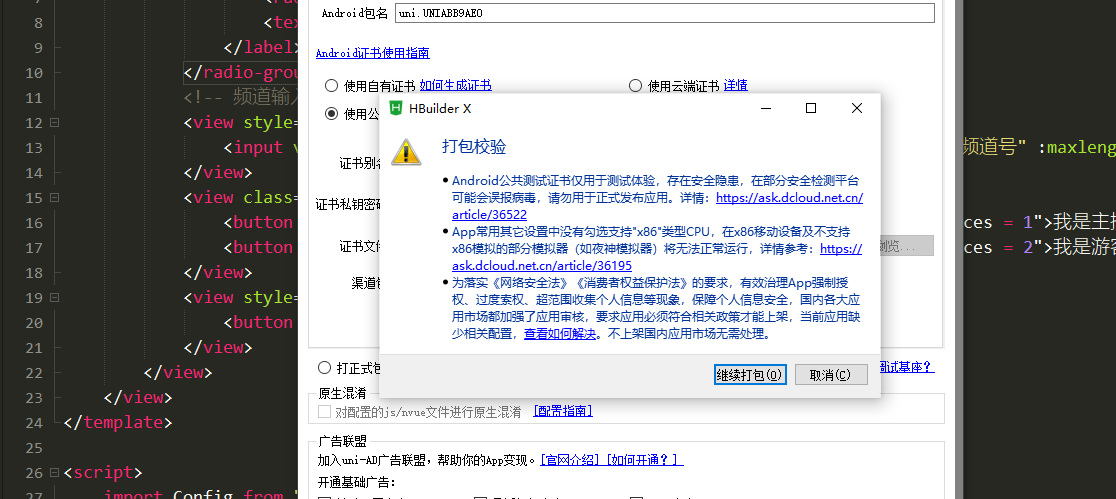 Android包名 uni.UNIABB9AE0
8 <te
Android证书使用指南
9 </label>
10 </radio-grou
使用自有证书 如何生成证书 使用云端证书 详情
11 <!-- 频道输入
HBuilder X
12 <view style=
使用公
打包校验
13 <input v
频道号" :maxleng
证书别名
14 </view>
Android公共测试证书仅用于测试体验，存在安全隐患，在部分安全检测平台
可能会误报病毒，请勿用于正式发布应用。详情：https://ask.dcloud.net.cn/
article/36522
15 <view class=
证书私钥密码
16 <button
ces = 1">我是主播
App常用其它设置中没有勾选支持"x86"类型CPU，在x86移动设备及不支持
x86模拟的部分模拟器（如夜神模拟器）将无法正常运行，详情参考：https://
ask.dcloud.net.cn/article/36195
17 <button
证书文件
浏览...
ces = 2">我是游客
18 </view>
渠道
为落实《网络安全法》《消费者权益保护法》的要求，有效治理App强制授
权、过度索权、超范围收集个人信息等现象，保障个人信息安全，国内各大应
用市场都加强了应用审核，要求应用必须符合相关政策才能上架，当前应用缺
少相关配置，查看如何解决。不上架国内应用市场无需处理。
19 <view style=
20 <button
21 </view>
22 </view>
打正式包
调试基座？
继续打包(O) 取消(C)
23 </view>
原生混淆
对配置的js/nvue文件进行原生混淆 [配置指南]
24 </template>
25
广告联盟
加入uni-AD广告联盟，帮助你的App变现。[官网介绍] [如何开通？]
26 <script>
开通基础广告：
27 import Config from